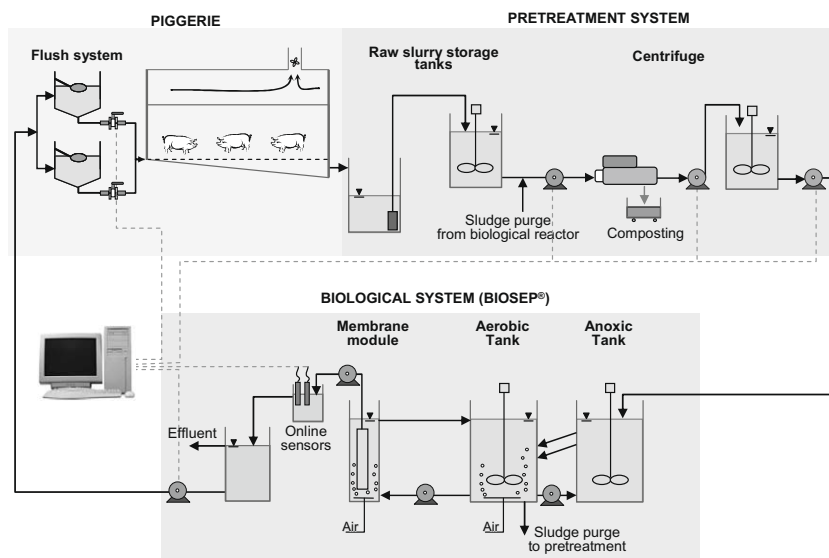 PIGGERIE
PRETREATMENT SYSTEM
Flush system
Raw slurry storage
tanks
Centrifuge
Sludge purge
from biological reactor
Composting
BIOLOGICAL SYSTEM (BIOSEP®)
Membrane
module
Aerobic
Tank
Anoxic
Tank
Online
sensors
Effluent
Air
Air
Sludge purge
to pretreatment